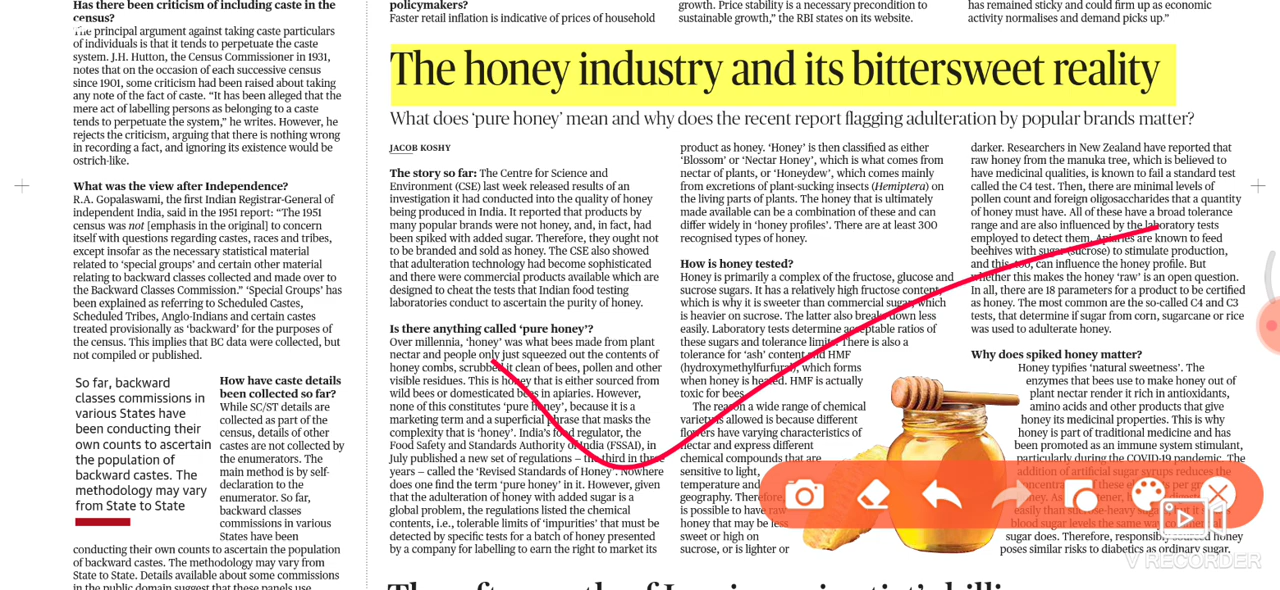 Has there been criticism of including caste in the
census?
The principal argument against taking caste particulars
of individuals is that it tends to perpetuate the caste
system. J.H. Hutton, the Census Commissioner in 1931,
notes that on the occasion of each successive census
since 1901, some criticism had been raised about taking
any note of the fact of caste. “It has been alleged that the
mere act of labelling persons as belonging to a caste
tends to perpetuate the system,” he writes. However, he
rejects the criticism, arguing that there is nothing wrong
in recording a fact, and ignoring its existence would be
ostrich-like.
What was the view after Independence?
R.A. Gopalaswami, the first Indian Registrar-General of
independent India, said in the 1951 report: “The 1951
census was not [emphasis in the original] to concern
itself with questions regarding castes, races and tribes,
except insofar as the necessary statistical material
relating to ‘special groups’ and certain other material
relating to backward classes collected and made over to
the Backward Classes Commission.” ‘Special Groups’ has
been explained as referring to Scheduled Castes,
Scheduled Tribes, Anglo-Indians and certain castes
treated provisionally as ‘backward’ for the purposes of
the census. This implies that BC data were collected, but
not compiled or published.
So far, backward
classes commissions in
various States have
been conducting their
own counts to ascertain
the population of
backward castes. The
methodology may vary
from State to State
How have caste details
been collected so far?
While SC/ST details are
collected as part of the
census, details of other
castes are not collected by
the enumerators. The
main method is by self-
declaration to the
enumerator. So far,
backward classes
commissions in various
States have been
conducting their own counts to ascertain the population
of backward castes. The methodology may vary from
State to State. Details available about some commissions
in the public domain suggest that these panels use
policymakers?
Faster retail inflation is indicative of prices of household
growth. Price stability is a necessary precondition to
sustainable growth,” the RBI states on its website.
has remained sticky and could firm up as economic
activity normalises and demand picks up.”
The honey industry and its bittersweet reality
What does ‘pure honey’ mean and why does the recent report flagging adulteration by popular brands matter?
JACOB KOSHY
The story so far: The Centre for Science and
Environment (CSE) last week released results of an
investigation it had conducted into the quality of honey
being produced in India. It reported that products by
many popular brands were not honey, and, in fact, had
been spiked with added sugar. Therefore, they ought not
to be branded and sold as honey. The CSE also showed
that adulteration technology had become sophisticated
and there were commercial products available which are
designed to cheat the tests that Indian food testing
laboratories conduct to ascertain the purity of honey.
Is there anything called ‘pure honey’?
Over millennia, ‘honey’ was what bees made from plant
nectar and people only just squeezed out the contents of
honey combs, scrubbed it clean of bees, pollen and other
visible residues. This is honey that is either sourced from
wild bees or domesticated bees in apiaries. However,
none of this constitutes ‘pure honey’, because it is a
marketing term and a superficial phrase that masks the
complexity that is ‘honey’. India’s food regulator, the
Food Safety and Standards Authority of India (FSSAI), in
July published a new set of regulations – the third in three
years – called the ‘Revised Standards of Honey’. Nowhere
does one find the term ‘pure honey’ in it. However, given
that the adulteration of honey with added sugar is a
global problem, the regulations listed the chemical
contents, i.e., tolerable limits of ‘impurities’ that must be
detected by specific tests for a batch of honey presented
by a company for labelling to earn the right to market its
product as honey. ‘Honey’ is then classified as either
‘Blossom’ or ‘Nectar Honey’, which is what comes from
nectar of plants, or ‘Honeydew’, which comes mainly
from excretions of plant-sucking insects (Hemiptera) on
the living parts of plants. The honey that is ultimately
made available can be a combination of these and can
differ widely in ‘honey profiles’. There are at least 300
recognised types of honey.
How is honey tested?
Honey is primarily a complex of the fructose, glucose and
sucrose sugars. It has a relatively high fructose content,
which is why it is sweeter than commercial sugar, which
is heavier on sucrose. The latter also breaks down less
easily. Laboratory tests determine acceptable ratios of
these sugars and tolerance limits. There is also a
tolerance for ‘ash’ content and HMF
(hydroxymethylfurfural), which forms
when honey is heated. HMF is actually
toxic for bees.
The reason a wide range of chemical
variety is allowed is because different
flowers have varying characteristics of
nectar and express different
chemical compounds that are
sensitive to light,
temperature and
geography. Therefore,
is possible to have raw
honey that may be less
sweet or high on
sucrose, or is lighter or
darker. Researchers in New Zealand have reported that
raw honey from the manuka tree, which is believed to
have medicinal qualities, is known to fail a standard test
called the C4 test. Then, there are minimal levels of
pollen count and foreign oligosaccharides that a quantity
of honey must have. All of these have a broad tolerance
range and are also influenced by the laboratory tests
employed to detect them. Apiaries are known to feed
beehives with sugar (sucrose) to stimulate production,
and this, too, can influence the honey profile. But
whether this makes the honey ‘raw’ is an open question.
In all, there are 18 parameters for a product to be certified
as honey. The most common are the so-called C4 and C3
tests, that determine if sugar from corn, sugarcane or rice
was used to adulterate honey.
Why does spiked honey matter?
Honey typifies ‘natural sweetness’. The
enzymes that bees use to make honey out of
plant nectar render it rich in antioxidants,
amino acids and other products that give
honey its medicinal properties. This is why
honey is part of traditional medicine and has
been promoted as an immune system stimulant,
particularly during the COVID-19 pandemic. The
addition of artificial sugar syrups reduces the
of these
easily than sucrose-heavy
blood sugar levels the same way
does. Therefore, responsibly sourced honey
poses similar risks to diabetics as ordinary sugar.
V RECORDER